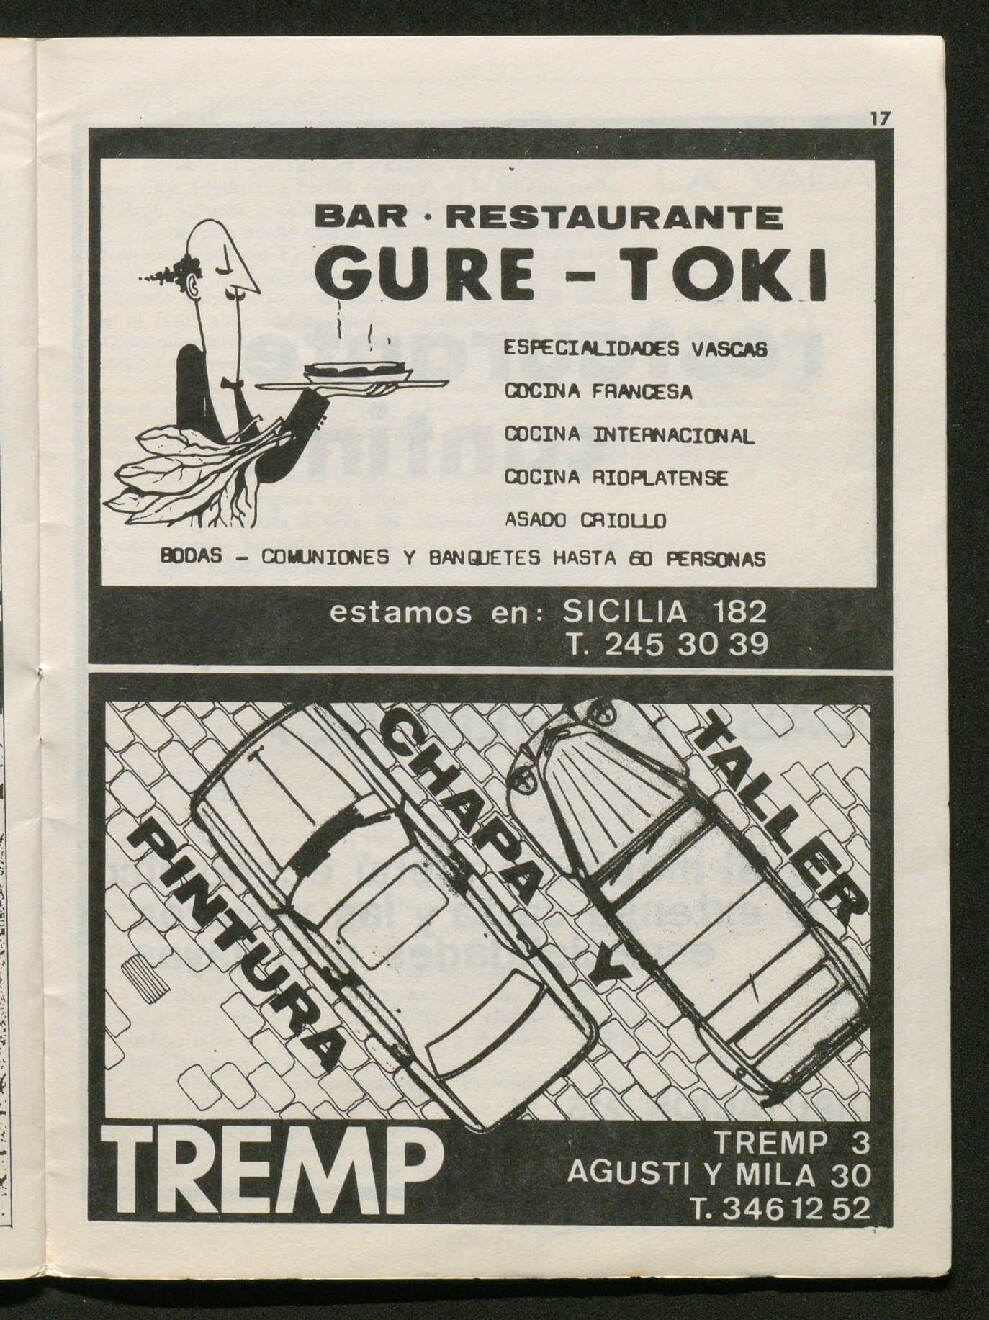 17
BAR · RESTAURANTE
GURE - TOKI
ESPECIALIDADES VASCAS
COCINA FRANCESA
COCINA INTERNACIONAL
COCINA RIOPLATENSE
ASADO CRIOLLO
BODAS - COMUNIONES Y BANQUETES HASTA 60 PERSONAS
estamos en: SICILIA 182
T. 245 30 39
TALLER
CHAPA Y
PINTURA
TREMP
TREMP 3
AGUSTI Y MILA 30
T. 346 12 52